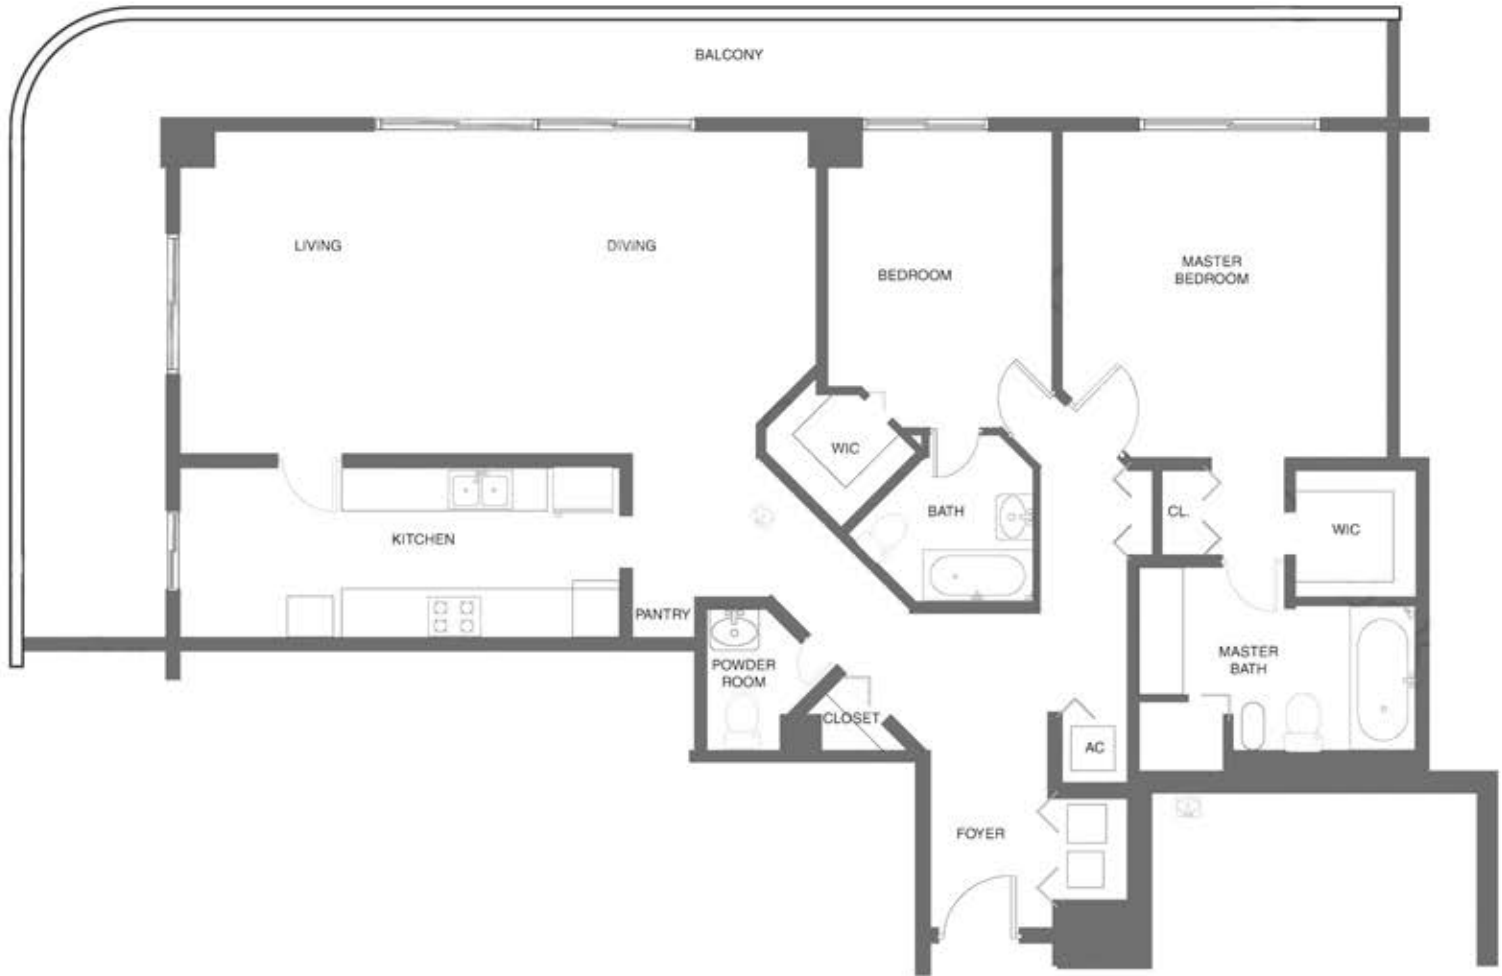 BALCONY
LIVING
DIVING
BEDROOM
MASTER
BEDROOM
WIC
BATH
CL.
WIC
KITCHEN
PANTRY
POWDER
ROOM
MASTER
BATH
CLOSET
AC
FOYER